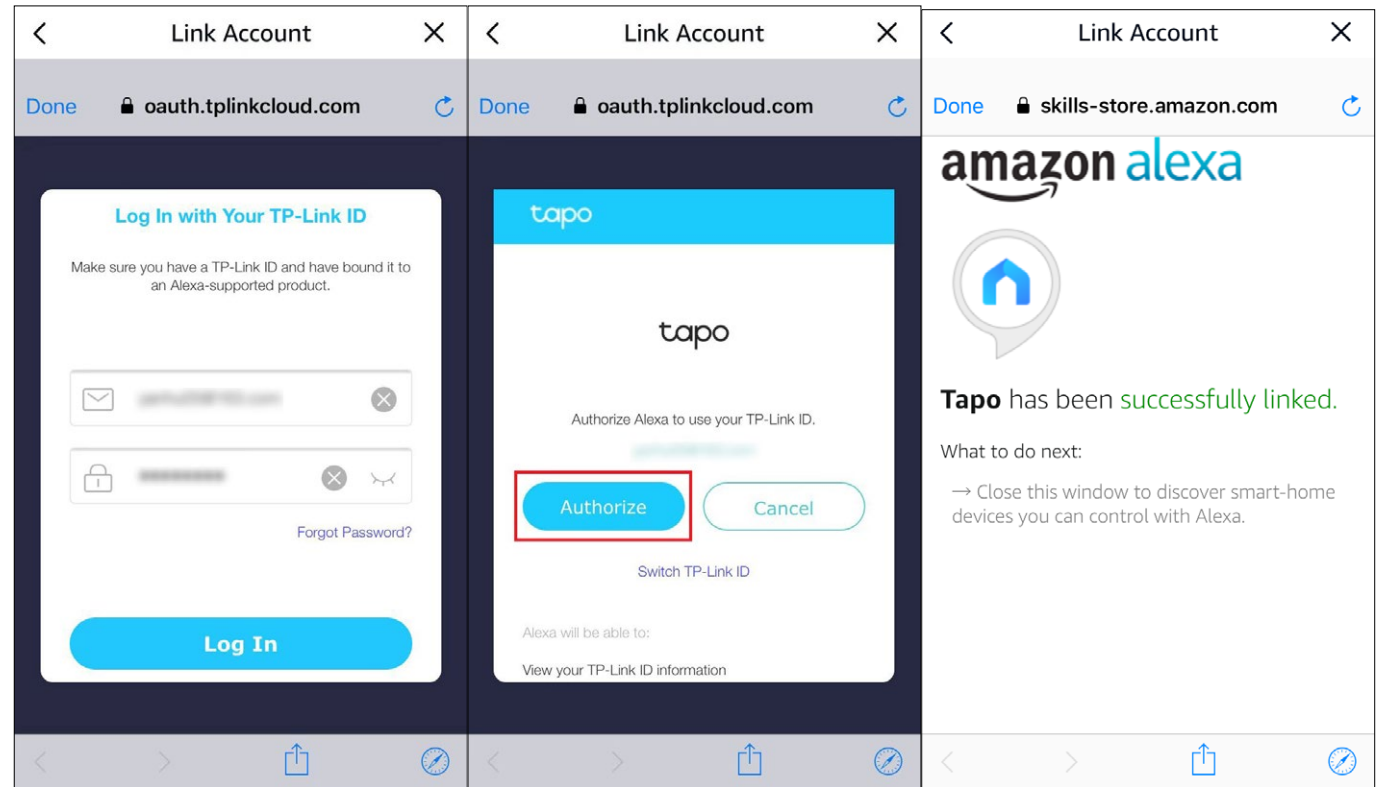 Link Account
Done oauth.tplinkcloud.com
Log In with Your TP-Link ID
Make sure you have a TP-Link ID and have bound it to
an Alexa-supported product.
Forgot Password?
Log In
Link Account
Done oauth.tplinkcloud.com
tapo
tapo
Authorize Alexa to use your TP-Link ID.
Authorize Cancel
Switch TP-Link ID
Alexa will be able to:
View your TP-Link ID information
Link Account
Done skills-store.amazon.com
amazon alexa
Tapo has been successfully linked.
What to do next:
→ Close this window to discover smart-home
devices you can control with Alexa.